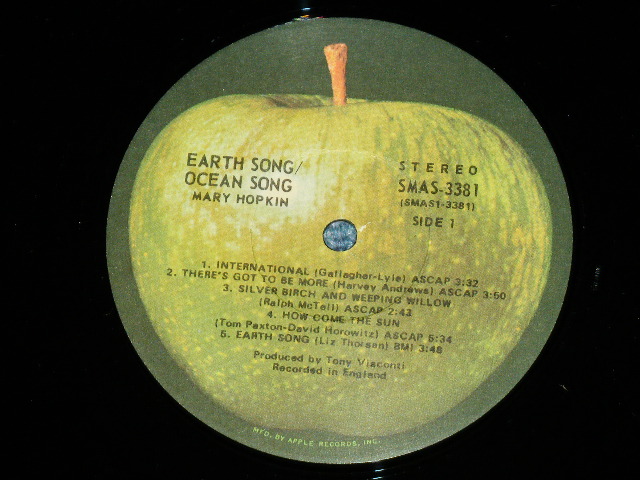 EARTH SONG/
OCEAN SONG
MARY HOPKIN
STEREO
SMAS-3381
(SMAS1-3381)
SIDE 1
1. INTERNATIONAL (Gallagher-Lyle) ASCAP 3:32
2. THERE'S GOT TO BE MORE (Harvey Andrews) ASCAP 3:50
3. SILVER BIRCH AND WEEPING WILLOW
(Ralph McTell) ASCAP 2:43
4. HOW COME THE SUN
(Tom Paxton-David Horowitz) ASCAP 5:34
5. EARTH SONG (Liz Thorsen) BMI 3:48
Produced by Tony Visconti
Recorded in England
MFD. BY APPLE RECORDS, INC.